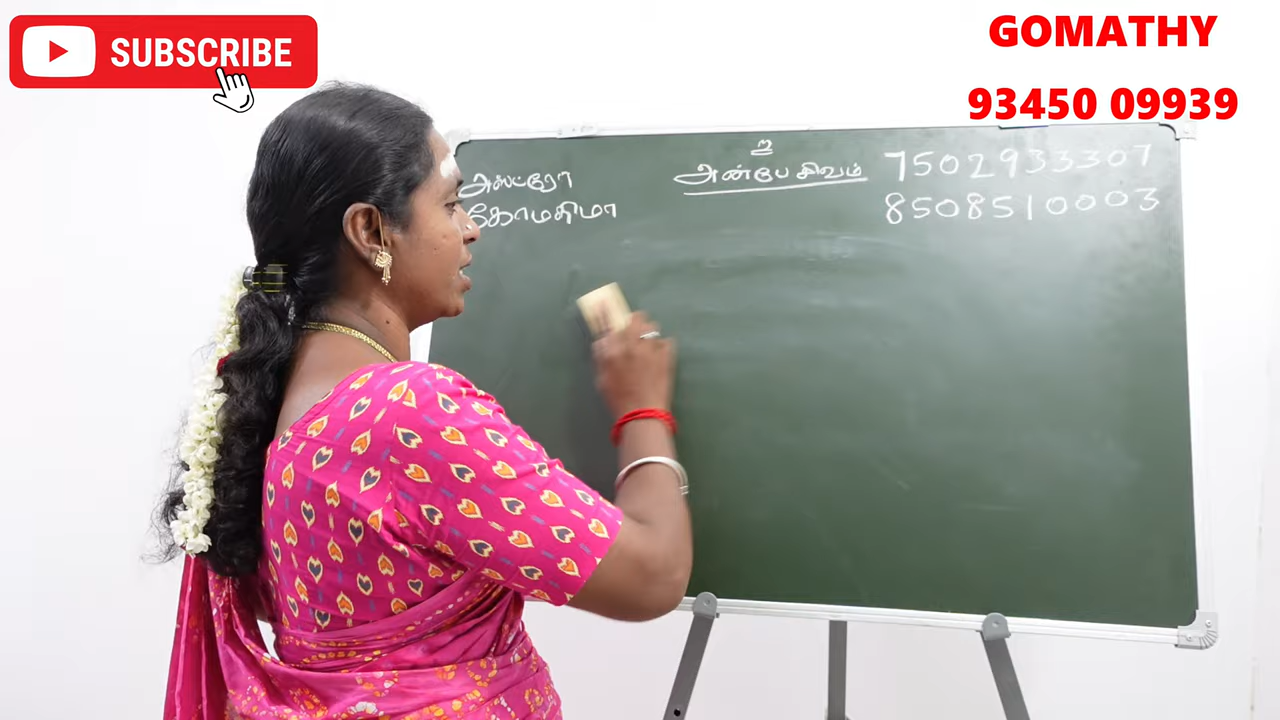 SUBSCRIBE
GOMATHY
93450 09939
உ
அன்பே சிவம்
அஸ்ட்ரோ
கோமதிமா
7502933307
8508510003